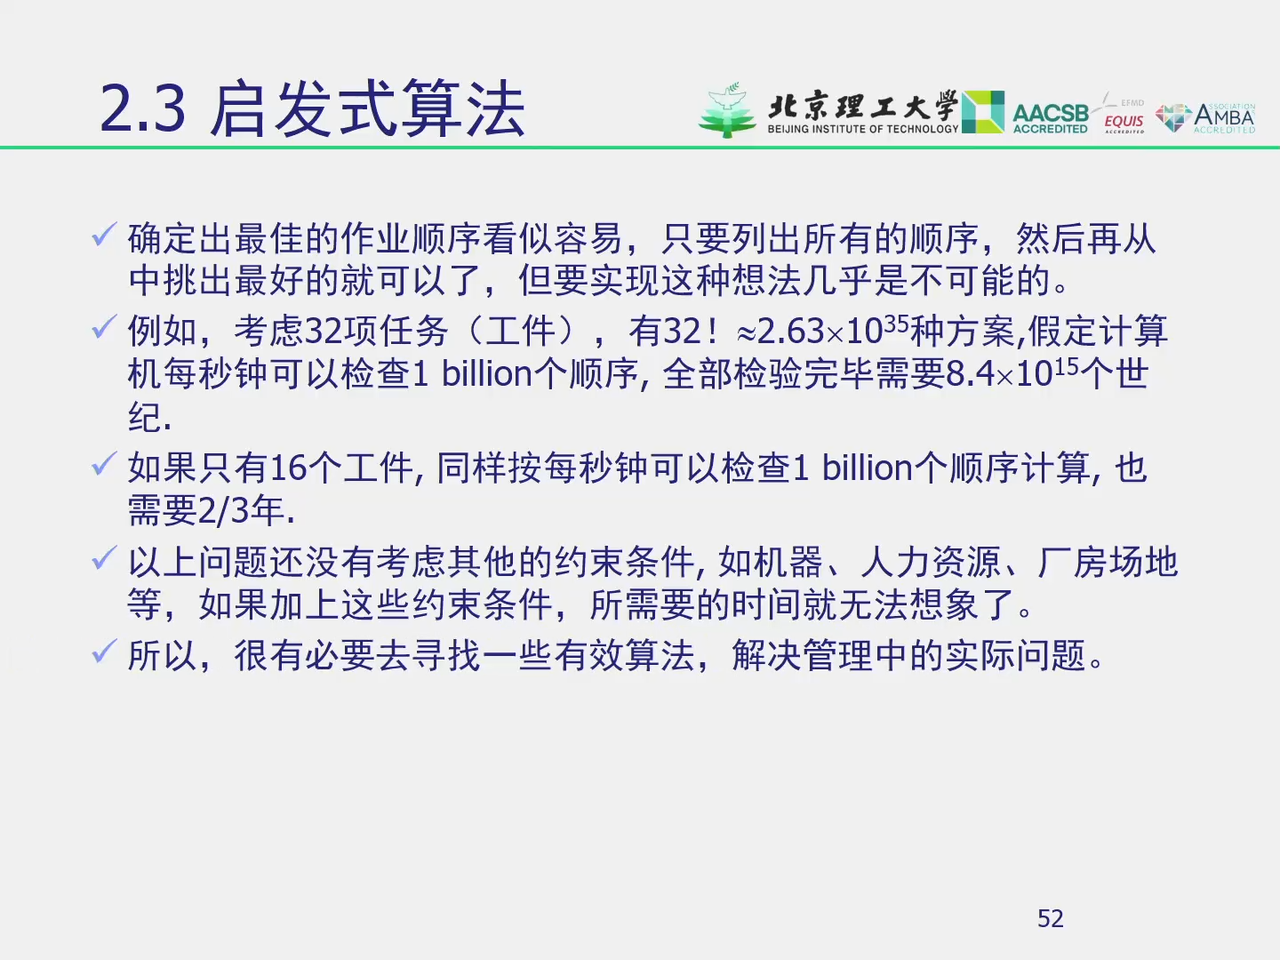 2.3 启发式算法
北京理工大学
BEIJING INSTITUTE OF TECHNOLOGY
AACSB
ACCREDITED
EFMD
EQUIS
ACCREDITED
ASSOCIATION
AMBA
ACCREDITED
✓ 确定出最佳的作业顺序看似容易，只要列出所有的顺序，然后再从
中挑出最好的就可以了，但要实现这种想法几乎是不可能的。
✓ 例如，考虑32项任务（工件），有32！≈2.63×10³⁵种方案,假定计算
机每秒钟可以检查1 billion个顺序, 全部检验完毕需要8.4×10¹⁵个世
纪.
✓ 如果只有16个工件, 同样按每秒钟可以检查1 billion个顺序计算, 也
需要2/3年.
✓ 以上问题还没有考虑其他的约束条件, 如机器、人力资源、厂房场地
等，如果加上这些约束条件，所需要的时间就无法想象了。
✓ 所以，很有必要去寻找一些有效算法，解决管理中的实际问题。
52